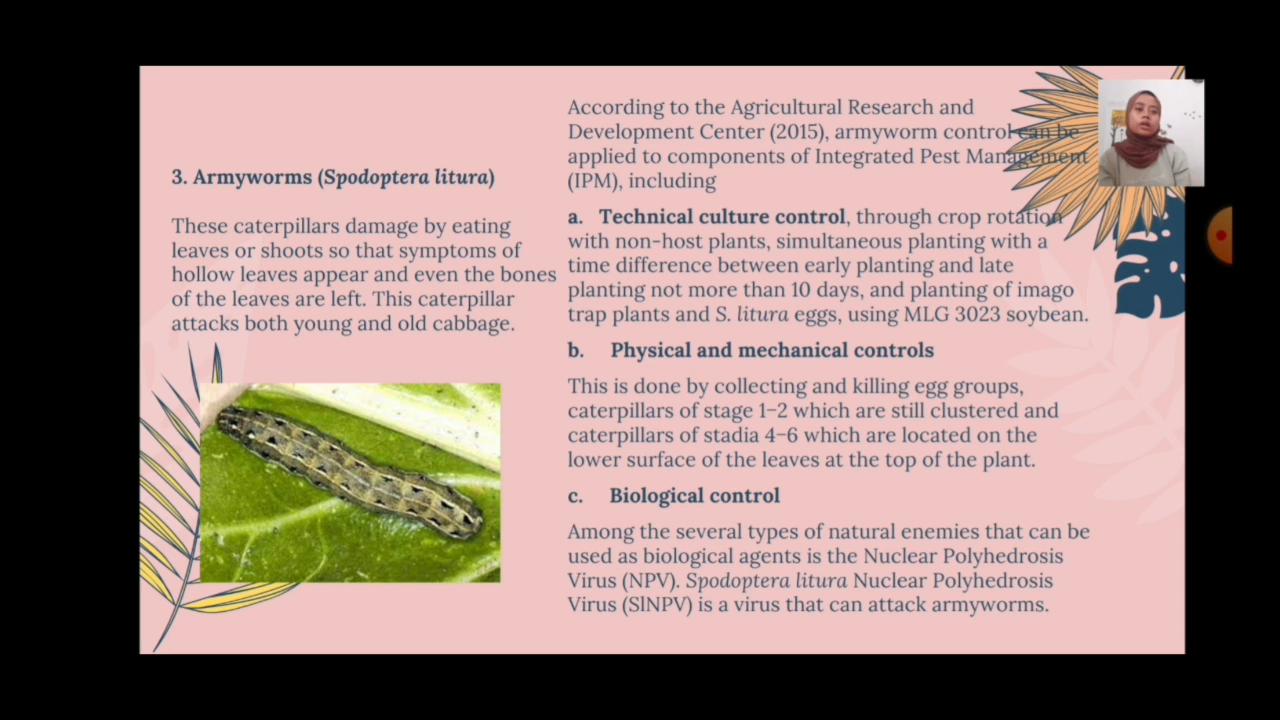 3. Armyworms (Spodoptera litura)
These caterpillars damage by eating
leaves or shoots so that symptoms of
hollow leaves appear and even the bones
of the leaves are left. This caterpillar
attacks both young and old cabbage.
According to the Agricultural Research and
Development Center (2015), armyworm control can be
applied to components of Integrated Pest Management
(IPM), including
a. Technical culture control, through crop rotation
with non-host plants, simultaneous planting with a
time difference between early planting and late
planting not more than 10 days, and planting of imago
trap plants and S. litura eggs, using MLG 3023 soybean.
b. Physical and mechanical controls
This is done by collecting and killing egg groups,
caterpillars of stage 1–2 which are still clustered and
caterpillars of stadia 4–6 which are located on the
lower surface of the leaves at the top of the plant.
c. Biological control
Among the several types of natural enemies that can be
used as biological agents is the Nuclear Polyhedrosis
Virus (NPV). Spodoptera litura Nuclear Polyhedrosis
Virus (SlNPV) is a virus that can attack armyworms.